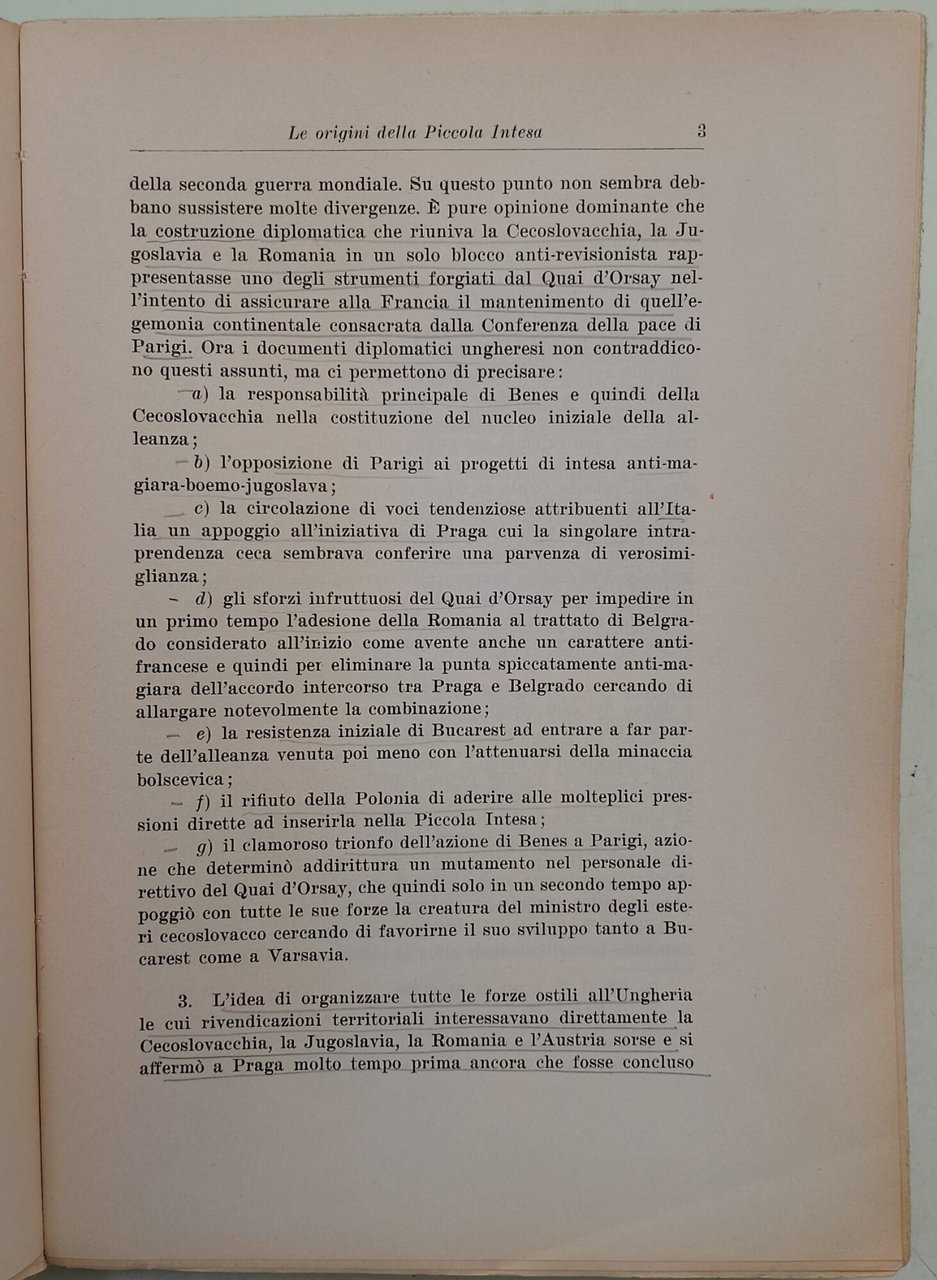 Le origini della Piccola Intesa 3
della seconda guerra mondiale. Su questo punto non sembra deb-
bano sussistere molte divergenze. È pure opinione dominante che
la costruzione diplomatica che riuniva la Cecoslovacchia, la Ju-
goslavia e la Romania in un solo blocco anti-revisionista rap-
presentasse uno degli strumenti forgiati dal Quai d'Orsay nel-
l'intento di assicurare alla Francia il mantenimento di quell'e-
gemonia continentale consacrata dalla Conferenza della pace di
Parigi. Ora i documenti diplomatici ungheresi non contraddico-
no questi assunti, ma ci permettono di precisare:
a) la responsabilità principale di Benes e quindi della
Cecoslovacchia nella costituzione del nucleo iniziale della al-
leanza;
b) l'opposizione di Parigi ai progetti di intesa anti-ma-
giara-boemo-jugoslava;
c) la circolazione di voci tendenziose attribuenti all'Ita-
lia un appoggio all'iniziativa di Praga cui la singolare intra-
prendenza ceca sembrava conferire una parvenza di verosimi-
glianza;
d) gli sforzi infruttuosi del Quai d'Orsay per impedire in
un primo tempo l'adesione della Romania al trattato di Belgra-
do considerato all'inizio come avente anche un carattere anti-
francese e quindi per eliminare la punta spiccatamente anti-ma-
giara dell'accordo intercorso tra Praga e Belgrado cercando di
allargare notevolmente la combinazione;
e) la resistenza iniziale di Bucarest ad entrare a far par-
te dell'alleanza venuta poi meno con l'attenuarsi della minaccia
bolscevica;
f) il rifiuto della Polonia di aderire alle molteplici pres-
sioni dirette ad inserirla nella Piccola Intesa;
g) il clamoroso trionfo dell'azione di Benes a Parigi, azio-
ne che determinò addirittura un mutamento nel personale di-
rettivo del Quai d'Orsay, che quindi solo in un secondo tempo ap-
poggiò con tutte le sue forze la creatura del ministro degli este-
ri cecoslovacco cercando di favorirne il suo sviluppo tanto a Bu-
carest come a Varsavia.
3. L'idea di organizzare tutte le forze ostili all'Ungheria
le cui rivendicazioni territoriali interessavano direttamente la
Cecoslovacchia, la Jugoslavia, la Romania e l'Austria sorse e si
affermò a Praga molto tempo prima ancora che fosse concluso